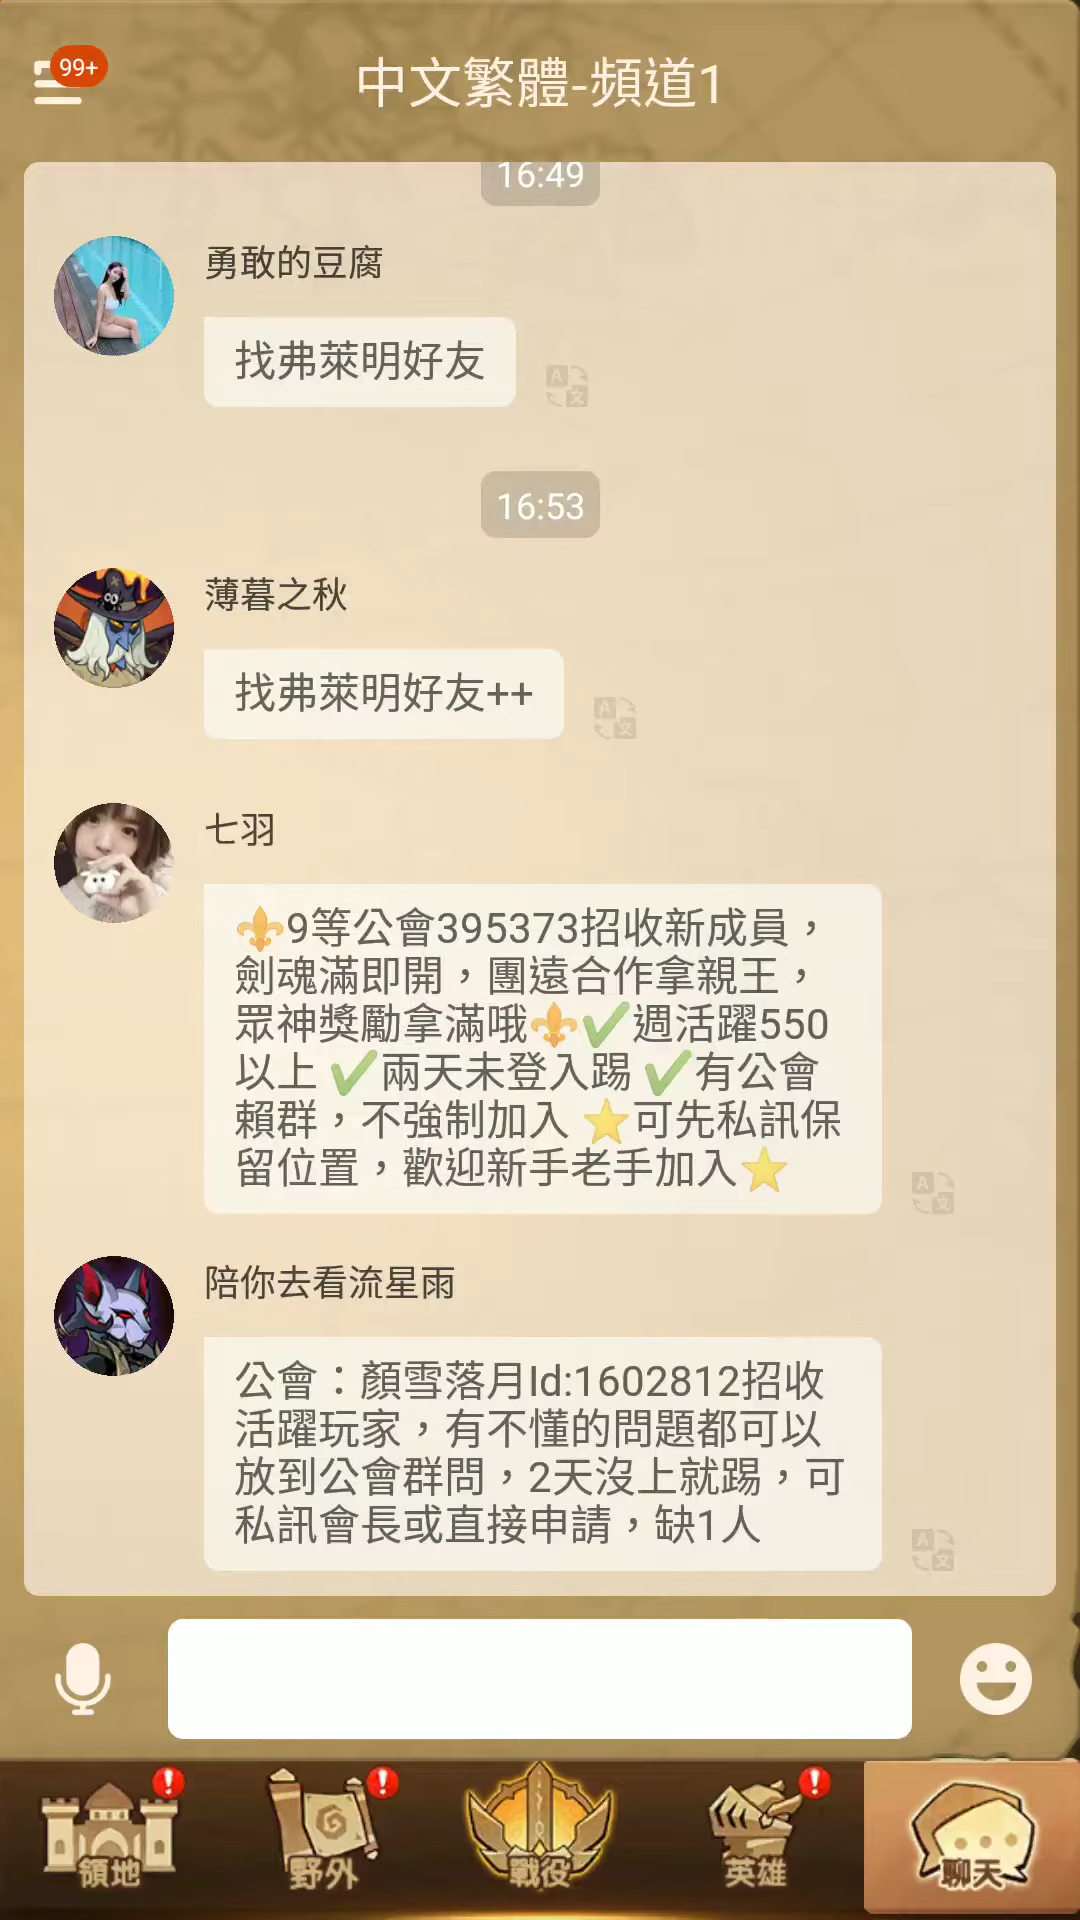 99+
中文繁體-頻道1
16:49
勇敢的豆腐
找弗萊明好友
16:53
薄暮之秋
找弗萊明好友++
七羽
⚜️9等公會395373招收新成員，
劍魂滿即開，團遠合作拿親王，
眾神獎勵拿滿哦⚜️✅週活躍550
以上 ✅兩天未登入踢 ✅有公會
賴群，不強制加入 ⭐可先私訊保
留位置，歡迎新手老手加入⭐
陪你去看流星雨
公會：顏雪落月Id:1602812招收
活躍玩家，有不懂的問題都可以
放到公會群問，2天沒上就踢，可
私訊會長或直接申請，缺1人
領地
野外
戰役
英雄
聊天